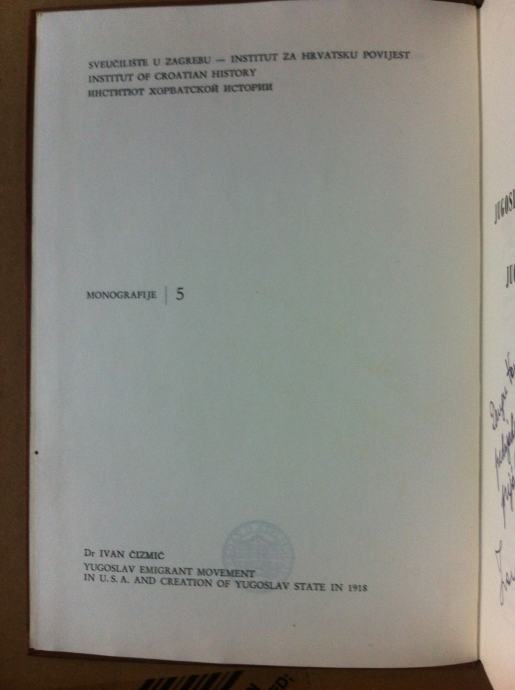 SVEUČILIŠTE U ZAGREBU — INSTITUT ZA HRVATSKU POVIJEST
INSTITUT OF CROATIAN HISTORY
ИНСТИТЮТ ХОРВАТСКОЙ ИСТОРИИ
MONOGRAFIJE | 5
Dr IVAN ČIZMIĆ
YUGOSLAV EMIGRANT MOVEMENT
IN U. S. A. AND CREATION OF YUGOSLAV STATE IN 1918